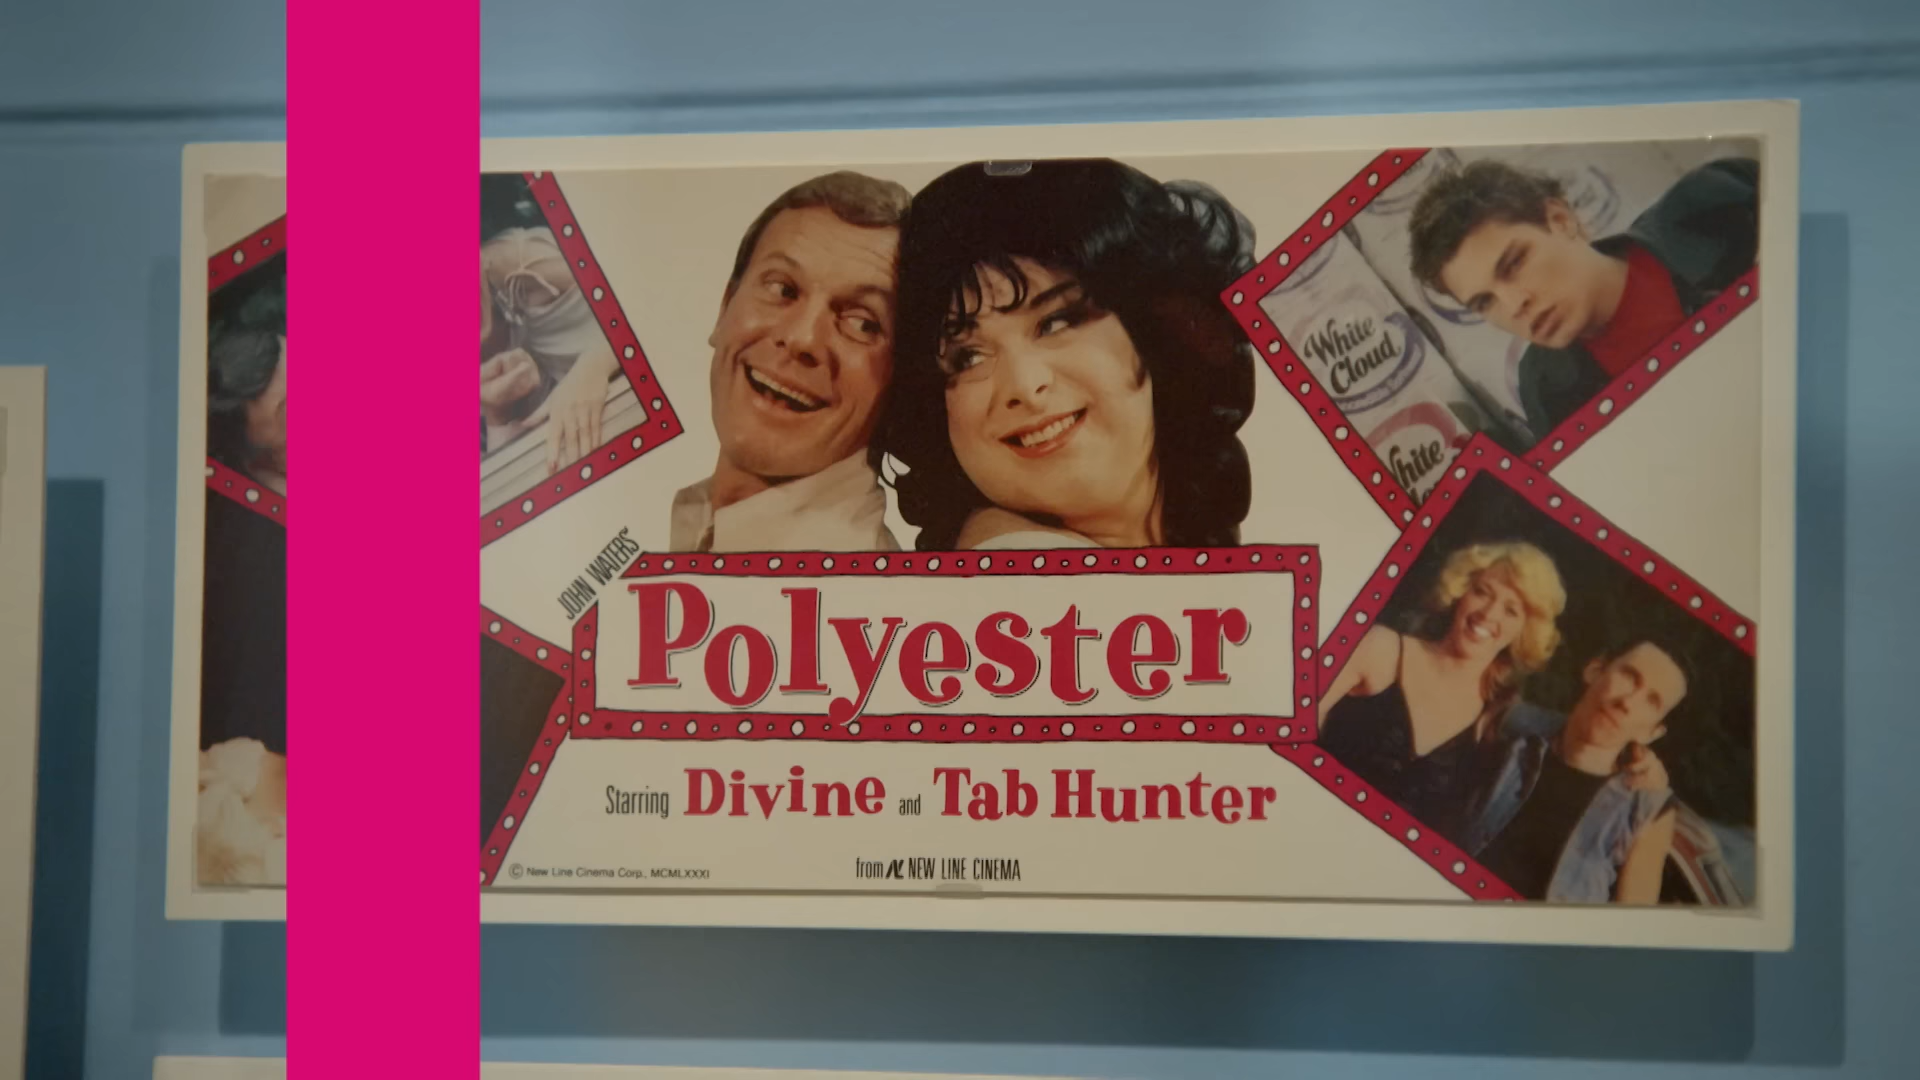 White
Cloud
White
JOHN WATERS'
Polyester
Starring Divine and Tab Hunter
© New Line Cinema Corp., MCMLXXXI
from NL NEW LINE CINEMA